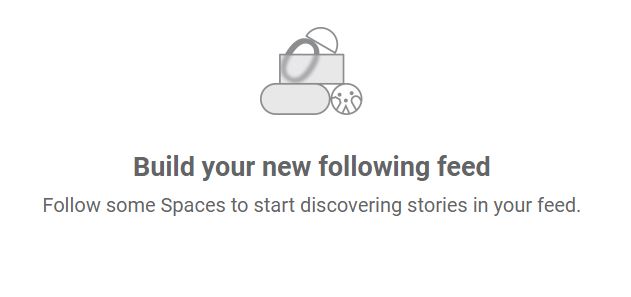 Build your new following feed
Follow some Spaces to start discovering stories in your feed.